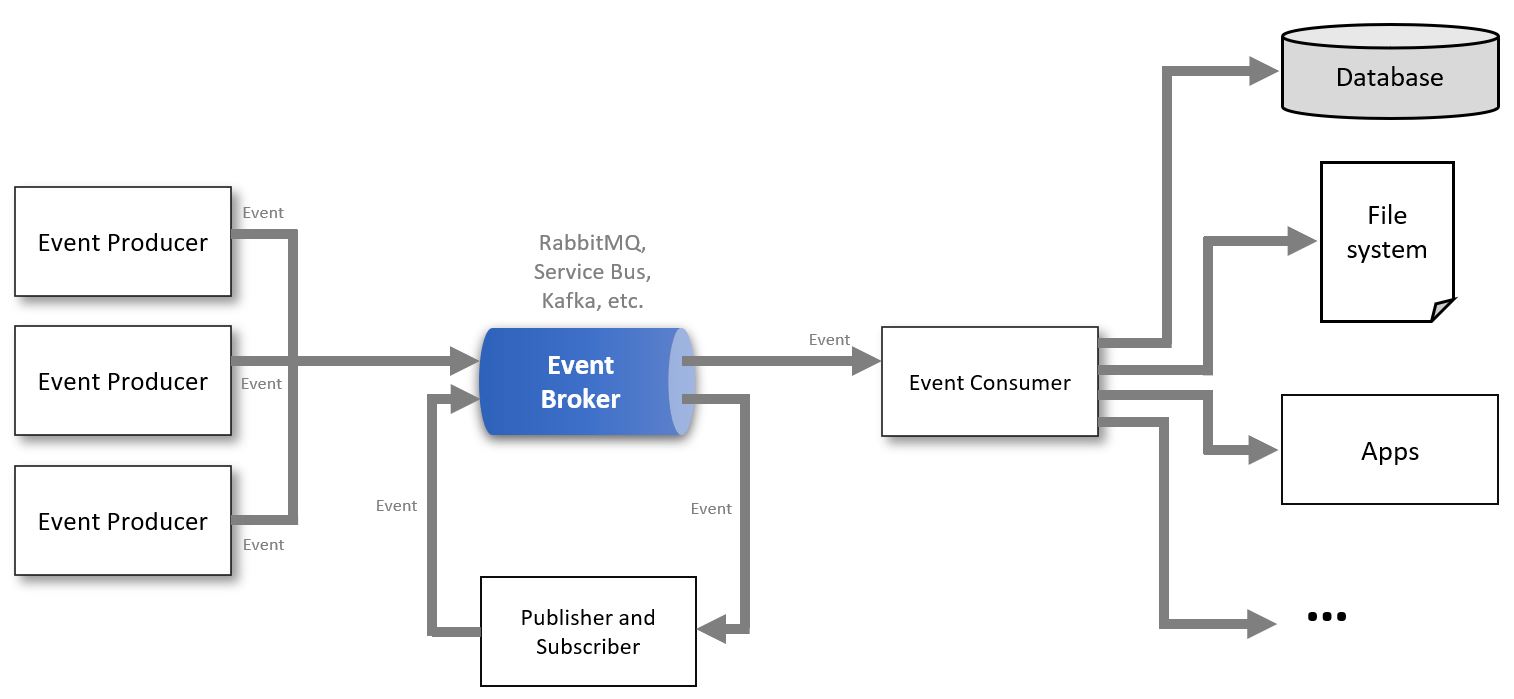 Event Producer
Event
Event Producer
Event
Event Producer
Event
RabbitMQ,
Service Bus,
Kafka, etc.
Event
Broker
Event
Event
Publisher and
Subscriber
Event
Event Consumer
Database
File
system
Apps
...